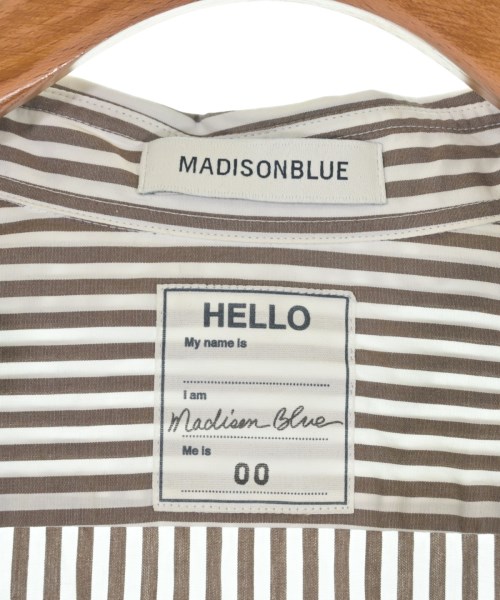 MADISONBLUE
HELLO
My name is
I am
Madison Blue
Me is
00